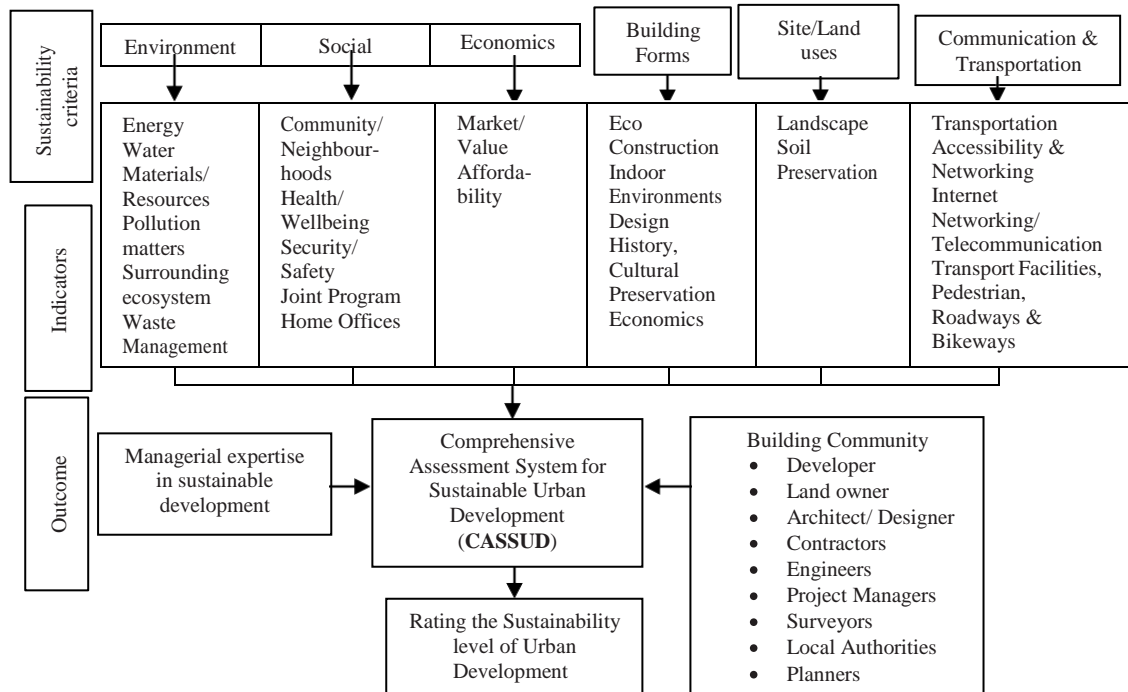 Sustainability
criteria
Environment
Social
Economics
Building
Forms
Site/Land
uses
Communication &
Transportation
Indicators
Energy
Water
Materials/
Resources
Pollution
matters
Surrounding
ecosystem
Waste
Management
Community/
Neighbour-
hoods
Health/
Wellbeing
Security/
Safety
Joint Program
Home Offices
Market/
Value
Afforda-
bility
Eco
Construction
Indoor
Environments
Design
History,
Cultural
Preservation
Economics
Landscape
Soil
Preservation
Transportation
Accessibility &
Networking
Internet
Networking/
Telecommunication
Transport Facilities,
Pedestrian,
Roadways &
Bikeways
Outcome
Managerial expertise
in sustainable
development
Comprehensive
Assessment System for
Sustainable Urban
Development
(CASSUD)
Building Community
• Developer
• Land owner
• Architect/ Designer
• Contractors
• Engineers
• Project Managers
• Surveyors
• Local Authorities
• Planners
Rating the Sustainability
level of Urban
Development